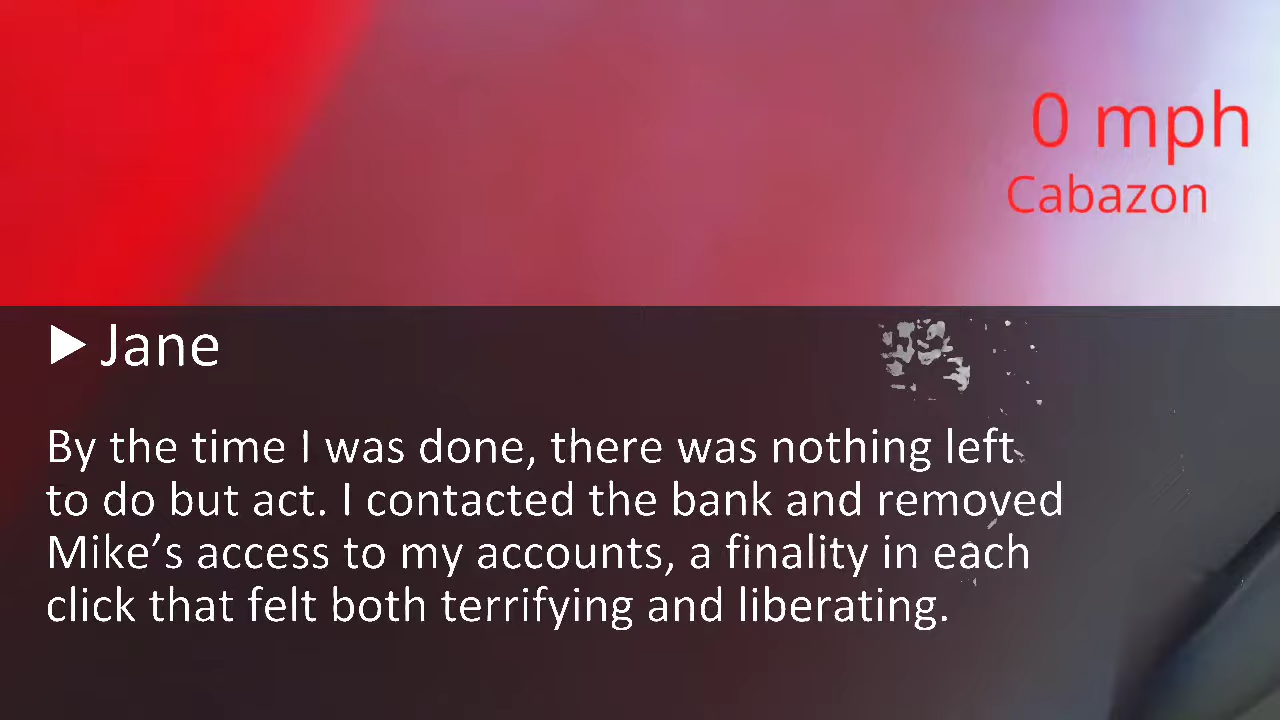 0 mph
Cabazon
Jane
By the time I was done, there was nothing left
to do but act. I contacted the bank and removed
Mike’s access to my accounts, a finality in each
click that felt both terrifying and liberating.